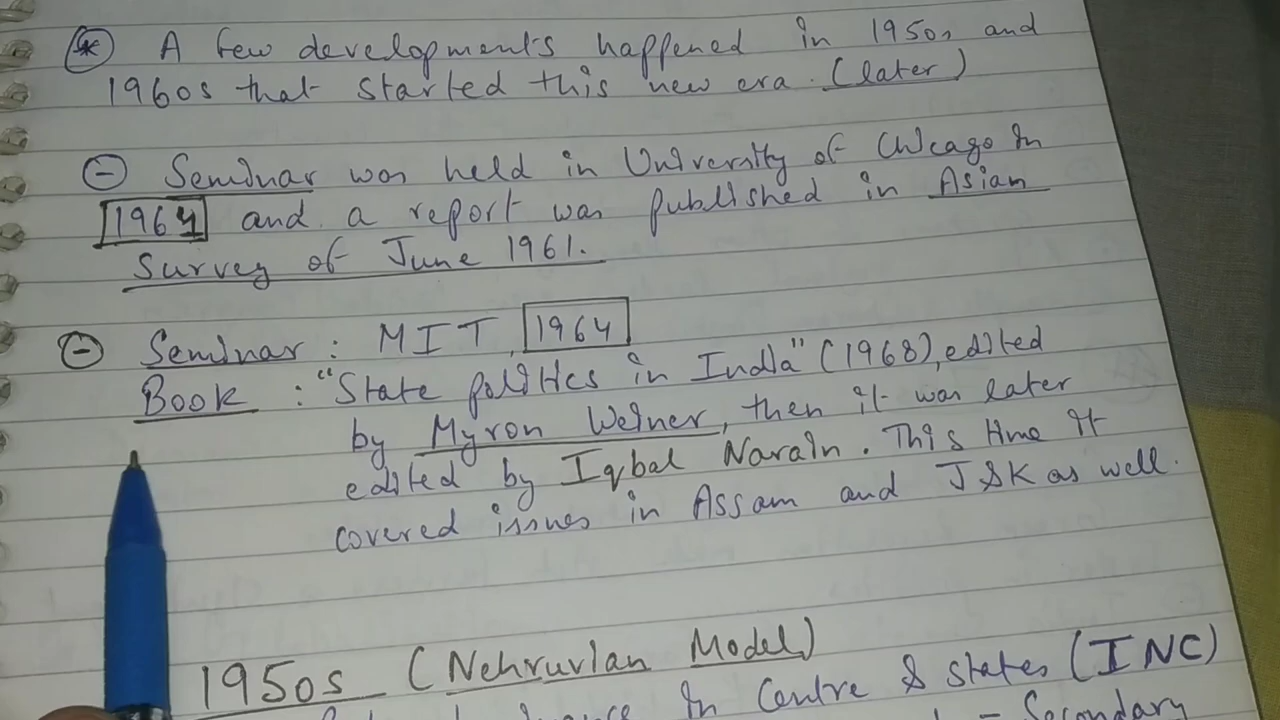 * A few developments happened in 1950s and
1960s that started this new era. (later)
- Seminar was held in University of Chicago in
1964 and a report was published in Asian
Survey of June 1961.
- Seminar : MIT, 1964
Book : "State politics in India" (1968), edited
by Myron Weiner, then it was later
edited by Iqbal Narain. This time it
covered issues in Assam and J&K as well.
1950s (Nehruvian Model)
in Centre & states (INC)
- Secondary